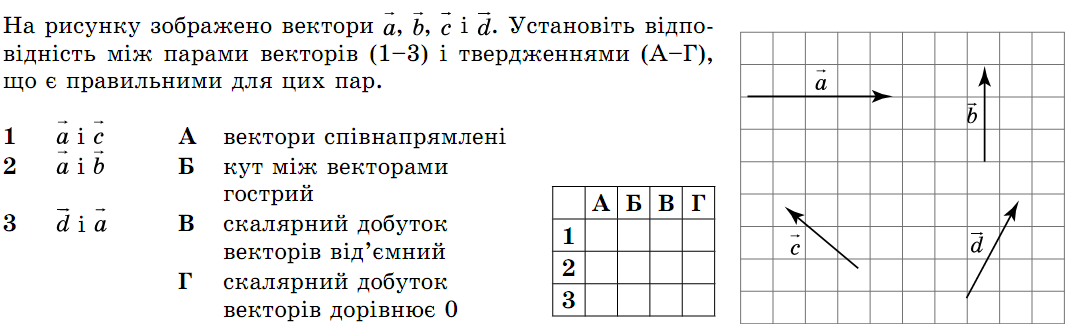 На рисунку зображено вектори a⃗, b⃗, c⃗ і d⃗. Установіть відпо-
відність між парами векторів (1–3) і твердженнями (А–Г),
що є правильними для цих пар.
1 a⃗ і c⃗ А вектори співнапрямлені
2 a⃗ і b⃗ Б кут між векторами
гострий
3 d⃗ і a⃗ В скалярний добуток
векторів від’ємний
Г скалярний добуток
векторів дорівнює 0
А Б В Г
1
2
3
a⃗
b⃗
c⃗
d⃗